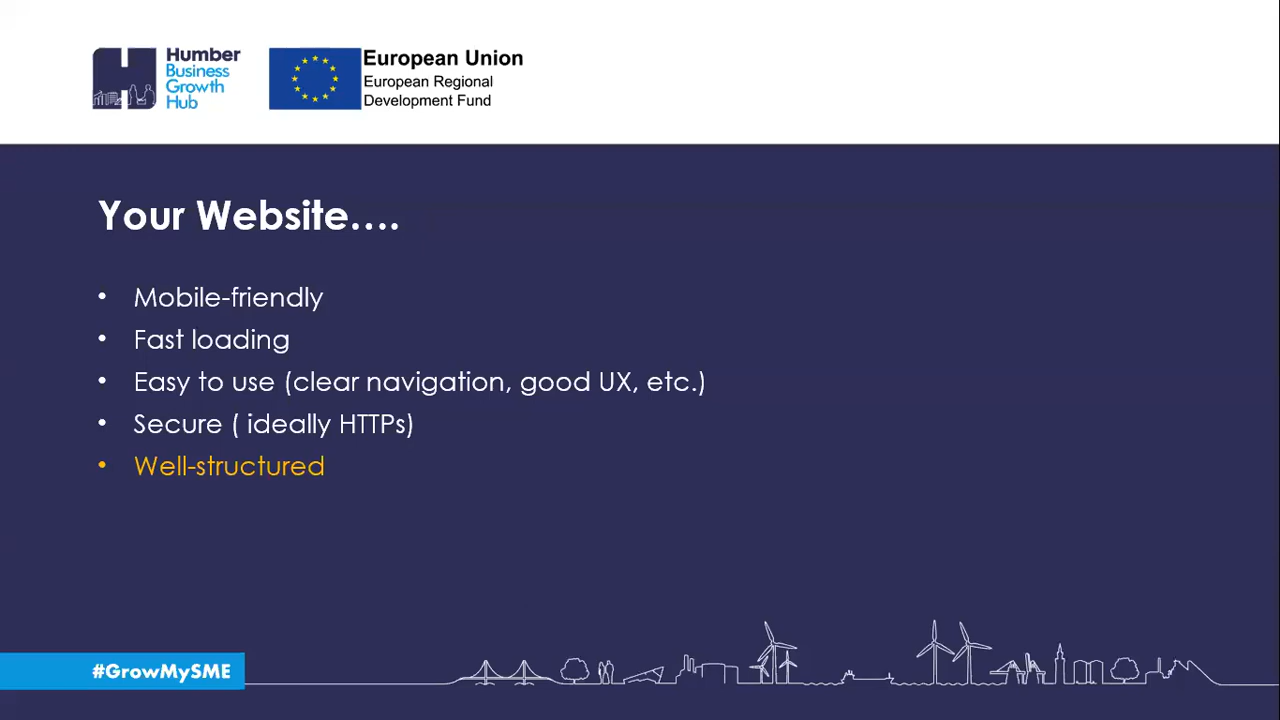 Humber
Business
Growth
Hub
European Union
European Regional
Development Fund
Your Website....
• Mobile-friendly
• Fast loading
• Easy to use (clear navigation, good UX, etc.)
• Secure ( ideally HTTPs)
• Well-structured
#GrowMySME